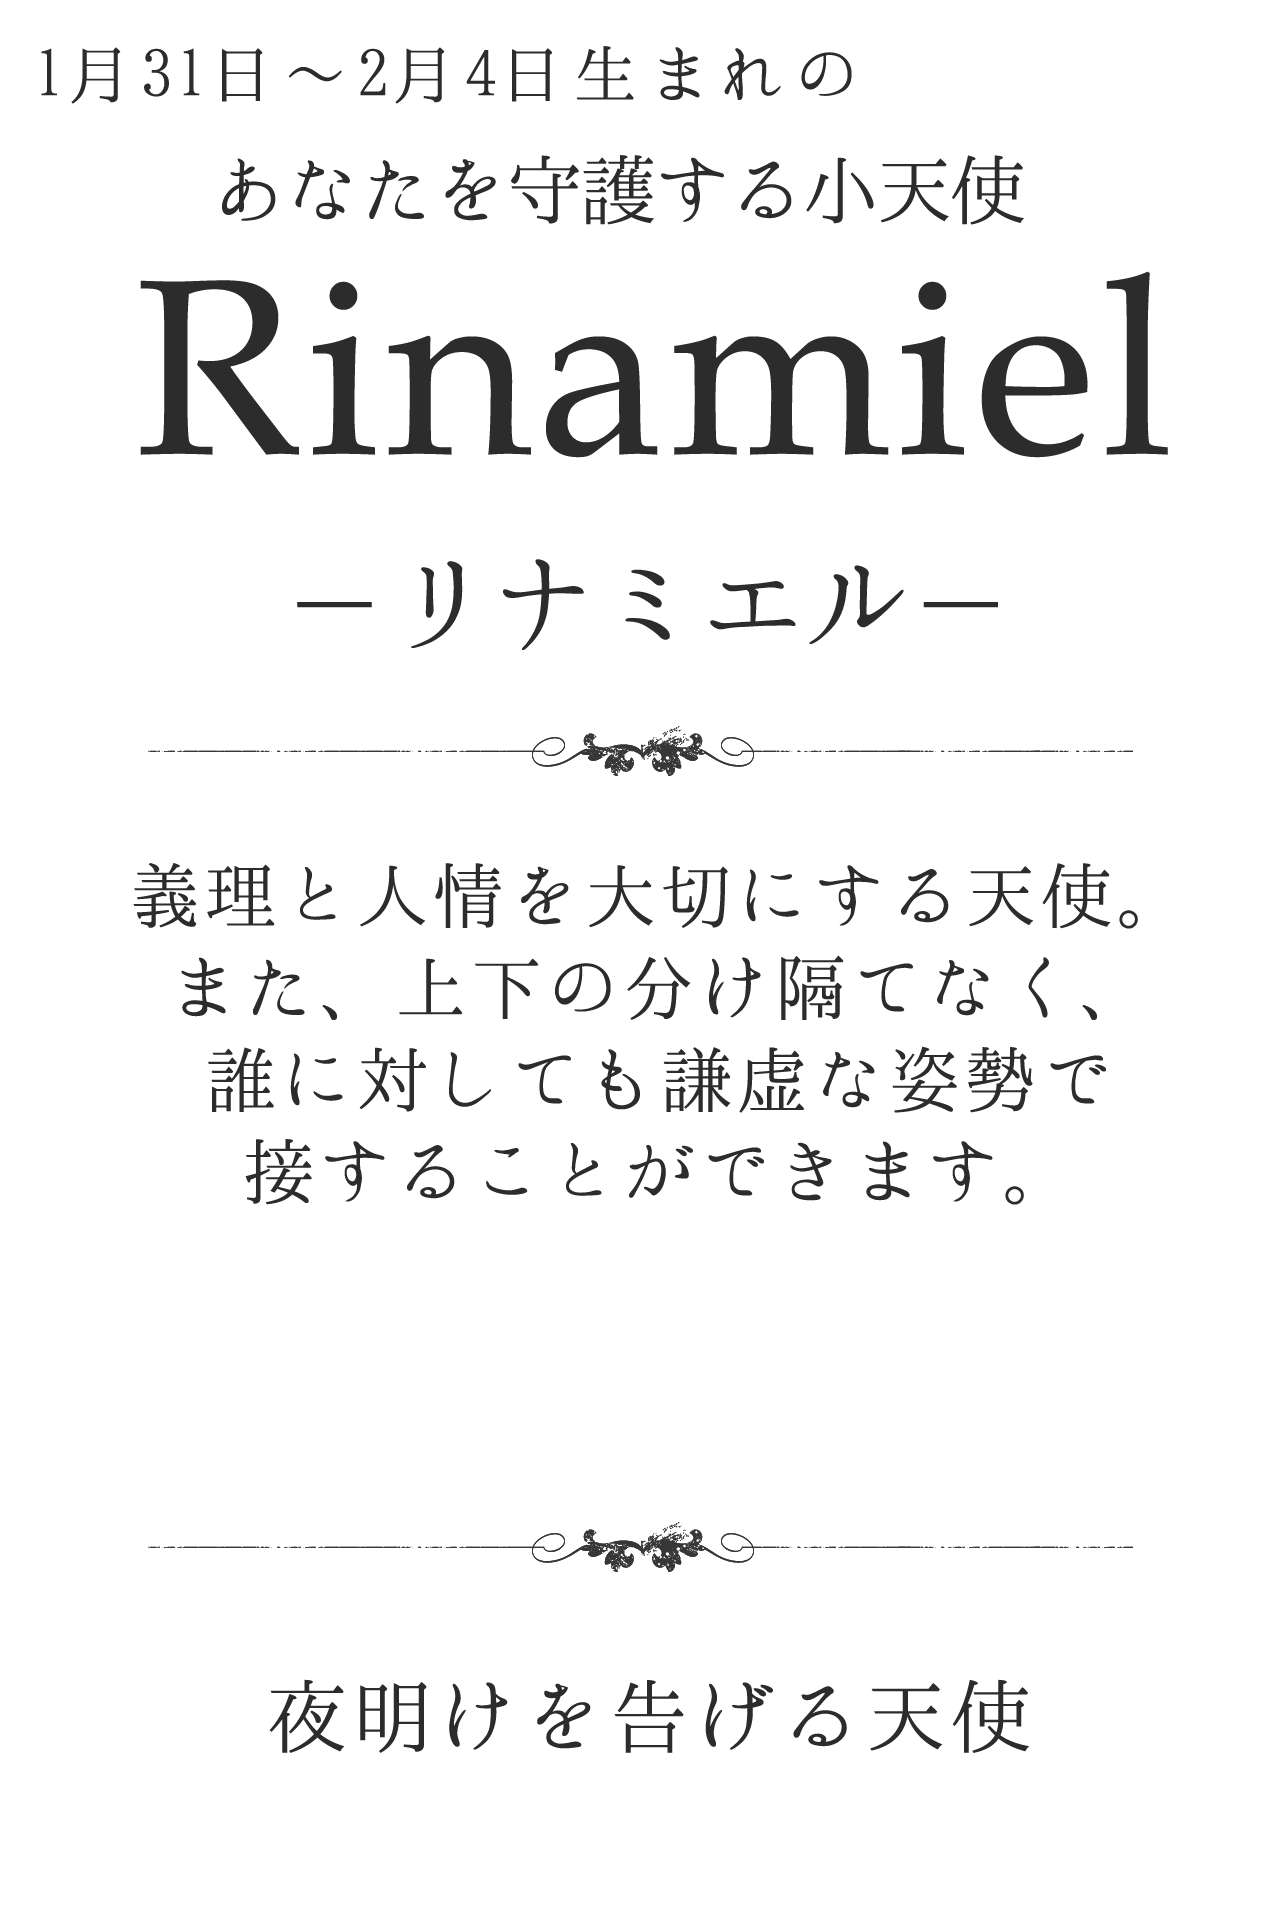 1月31日～2月4日生まれの
あなたを守護する小天使
Rinamiel
―リナミエル―
義理と人情を大切にする天使。
また、上下の分け隔てなく、
誰に対しても謙虚な姿勢で
接することができます。
夜明けを告げる天使